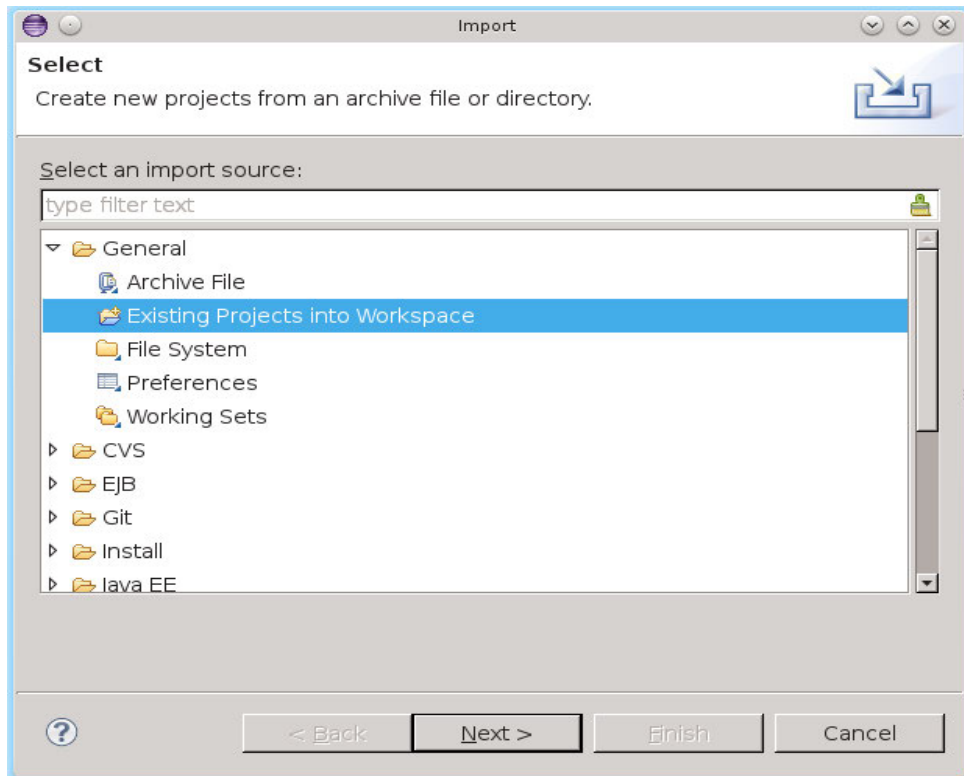 Import
Select
Create new projects from an archive file or directory.
Select an import source:
type filter text
General
Archive File
Existing Projects into Workspace
File System
Preferences
Working Sets
CVS
EJB
Git
Install
Java EE
? < Back Next > Finish Cancel